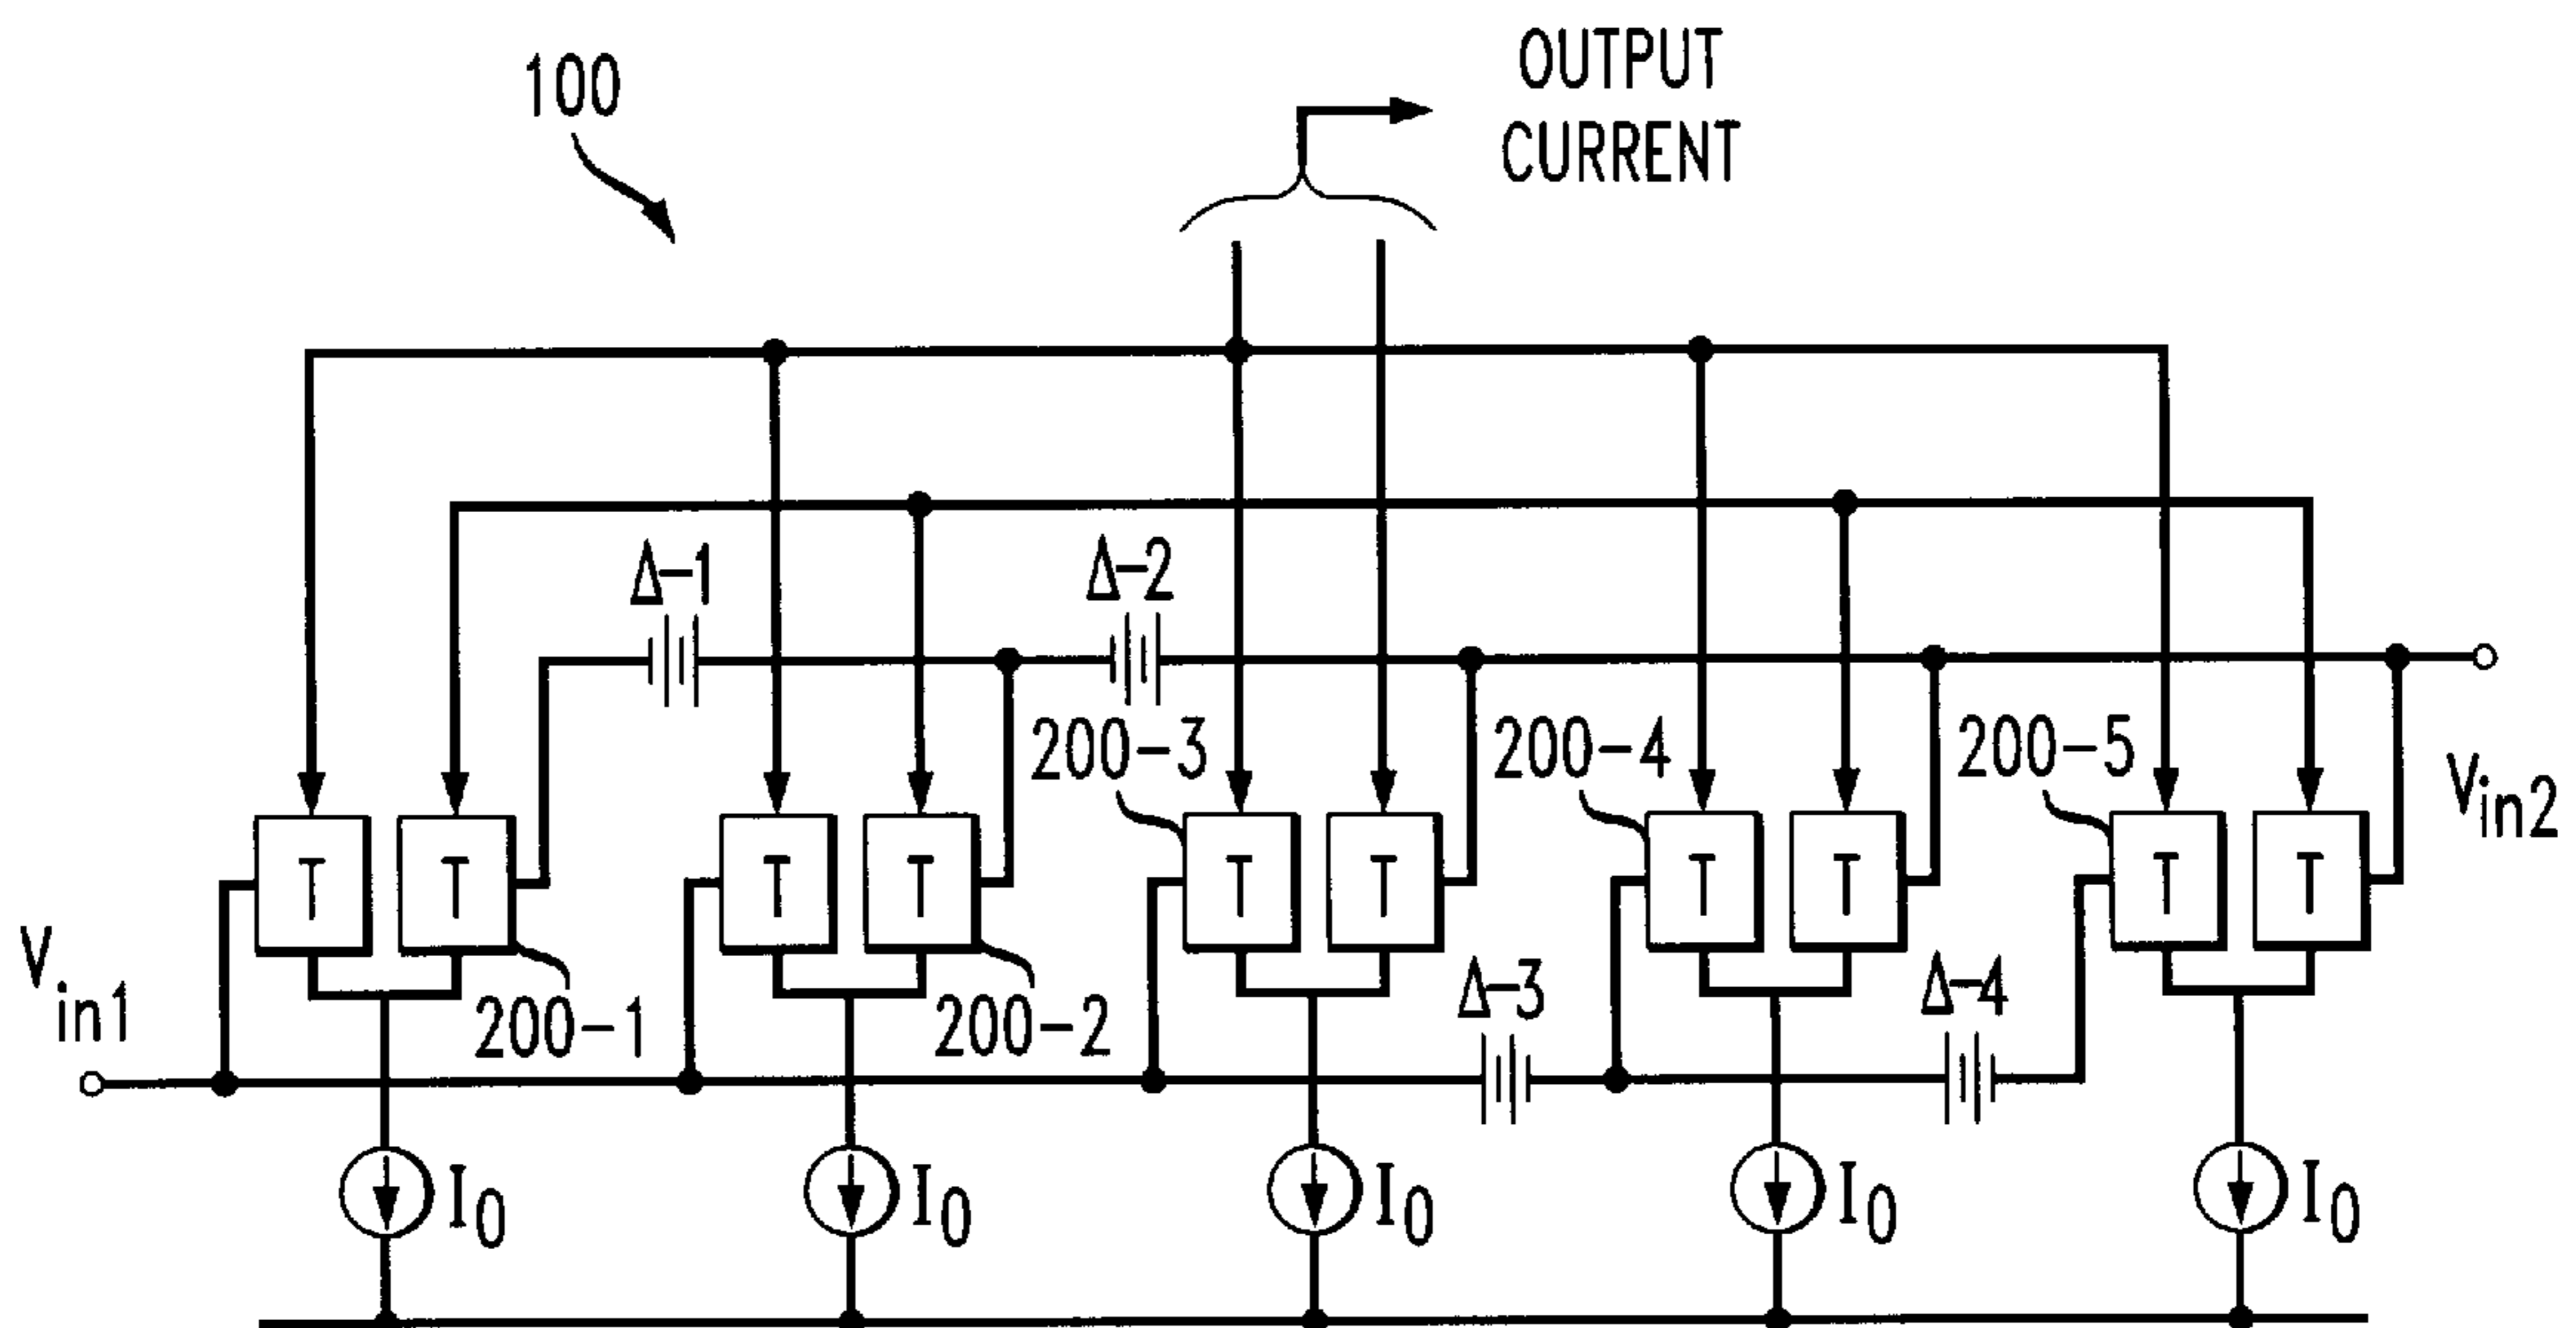 100
OUTPUT
CURRENT
Δ-1
Δ-2
200-3
200-4
200-5
Vin2
T
T
T
T
T
T
T
T
T
T
Vin1
200-1
200-2
Δ-3
Δ-4
I0
I0
I0
I0
I0